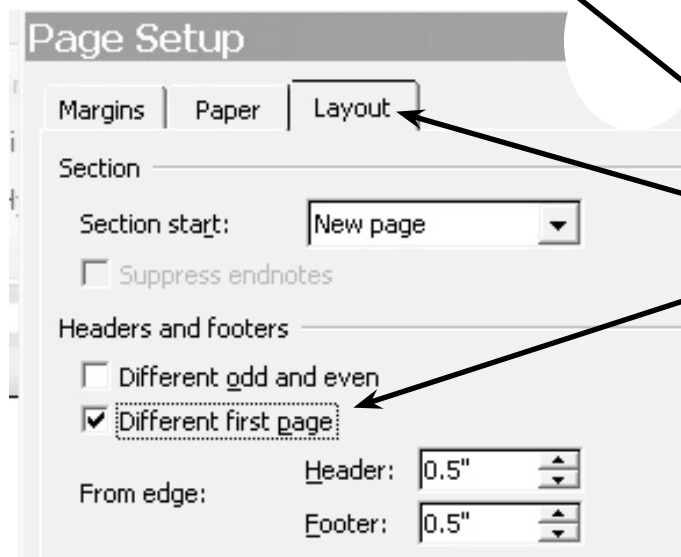 Page Setup
Margins Paper Layout
Section
Section start: New page
Suppress endnotes
Headers and footers
Different odd and even
Different first page
From edge: Header: 0.5"
Footer: 0.5"